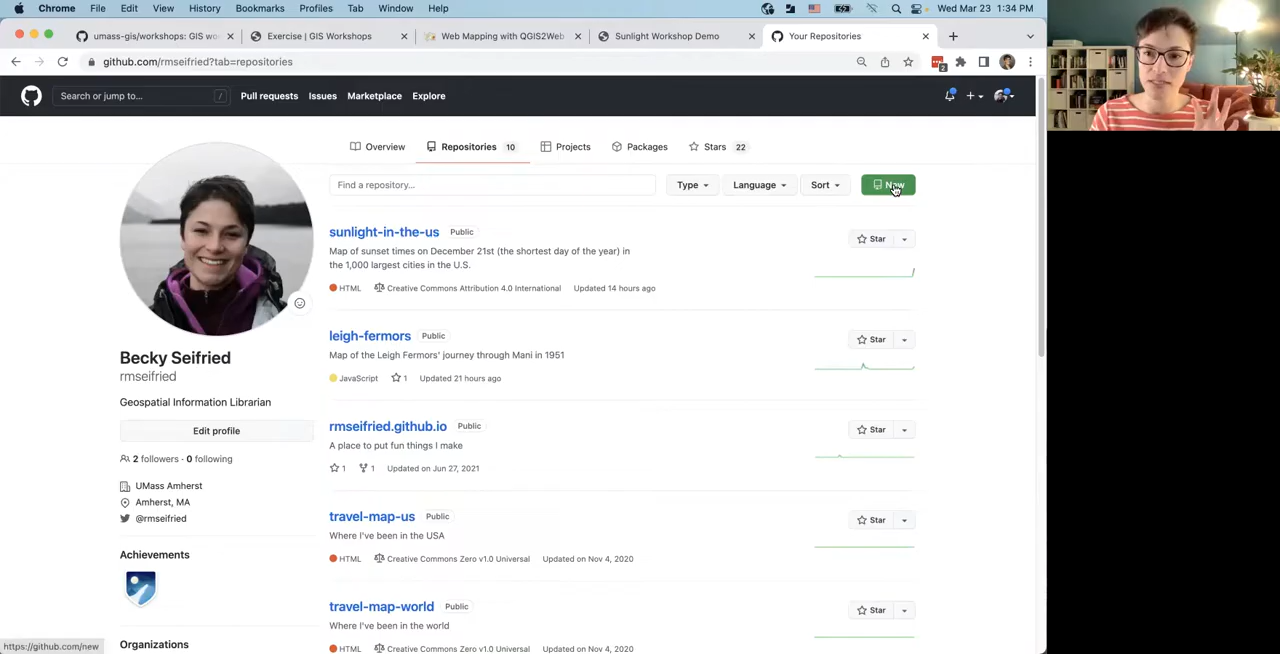 Chrome File Edit View History Bookmarks Profiles Tab Window Help Wed Mar 23 1:34 PM
umass-gis/workshops: GIS wo Exercise | GIS Workshops Web Mapping with QGIS2Web Sunlight Workshop Demo Your Repositories
github.com/rmseifried?tab=repositories 2
Search or jump to... / Pull requests Issues Marketplace Explore
Overview Repositories 10 Projects Packages Stars 22
Find a repository... Type Language Sort New
sunlight-in-the-us Public
Star
Map of sunset times on December 21st (the shortest day of the year) in
the 1,000 largest cities in the U.S.
HTML Creative Commons Attribution 4.0 International Updated 14 hours ago
leigh-fermors Public
Star
Map of the Leigh Fermors' journey through Mani in 1951
JavaScript 1 Updated 21 hours ago
rmseifried.github.io Public
Star
A place to put fun things I make
1 1 Updated on Jun 27, 2021
travel-map-us Public
Star
Where I've been in the USA
HTML Creative Commons Zero v1.0 Universal Updated on Nov 4, 2020
travel-map-world Public
Star
Where I've been in the world
HTML Creative Commons Zero v1.0 Universal Updated on Nov 4, 2020
Becky Seifried
rmseifried
Geospatial Information Librarian
Edit profile
2 followers · 0 following
UMass Amherst
Amherst, MA
@rmseifried
Achievements
Organizations
https://github.com/new